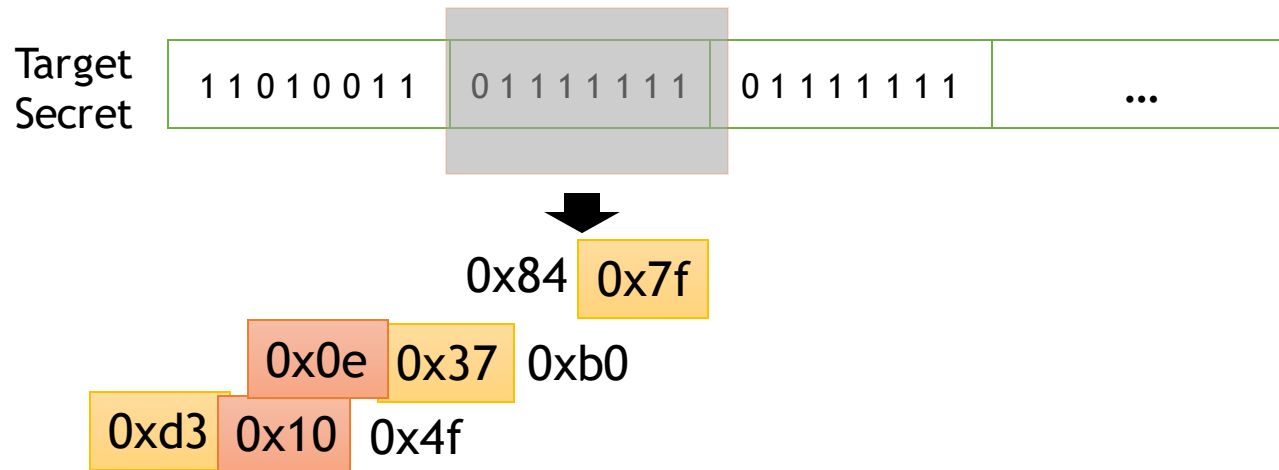 Target
Secret
1 1 0 1 0 0 1 1 0 1 1 1 1 1 1 1 0 1 1 1 1 1 1 1 ...
0x84 0x7f
0x0e 0x37 0xb0
0xd3 0x10 0x4f